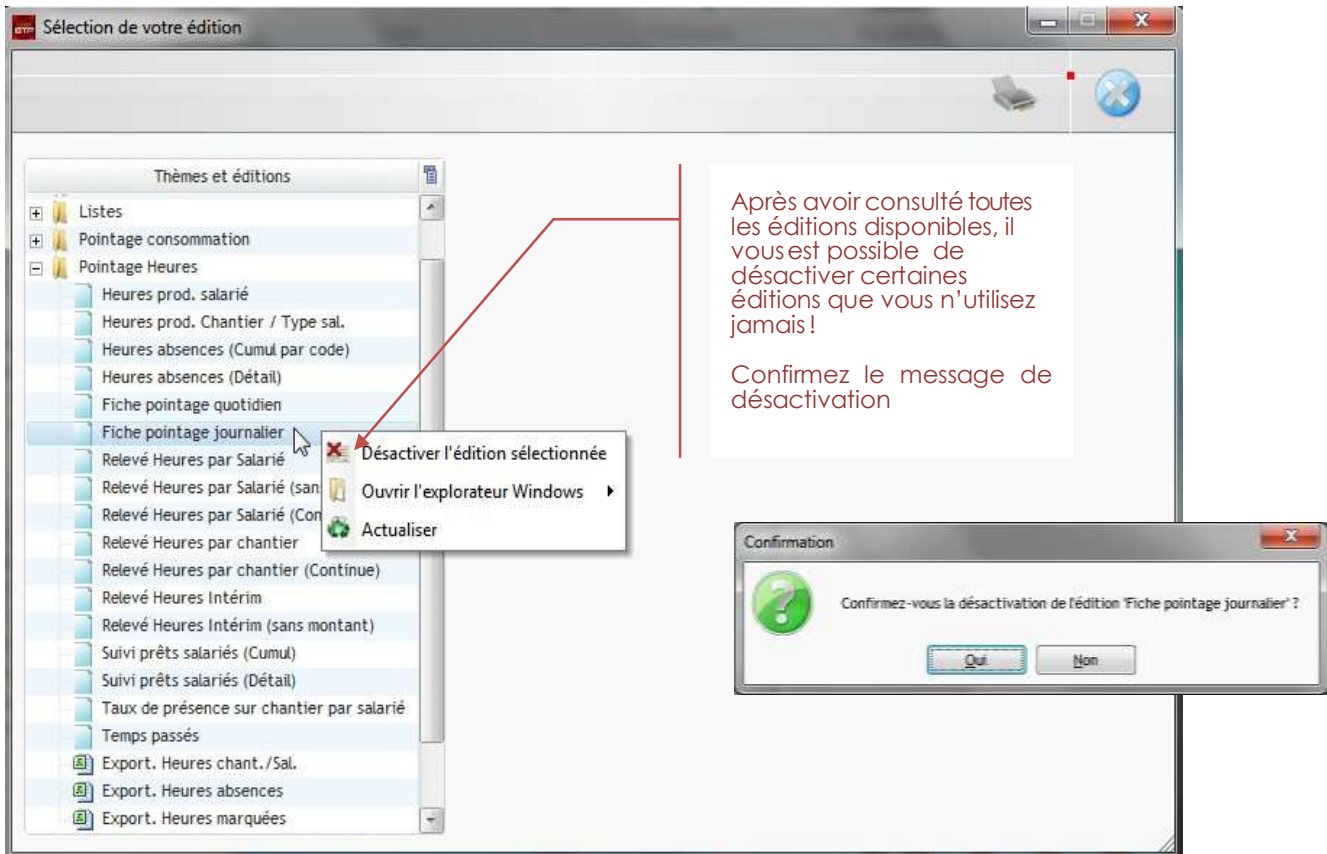 Sélection de votre édition
Thèmes et éditions
Listes
Pointage consommation
Pointage Heures
Heures prod. salarié
Heures prod. Chantier / Type sal.
Heures absences (Cumul par code)
Heures absences (Détail)
Fiche pointage quotidien
Fiche pointage journalier
Relevé Heures par Salarié
Relevé Heures par Salarié (san
Relevé Heures par Salarié (Con
Relevé Heures par chantier
Relevé Heures par chantier (Continue)
Relevé Heures Intérim
Relevé Heures Intérim (sans montant)
Suivi prêts salariés (Cumul)
Suivi prêts salariés (Détail)
Taux de présence sur chantier par salarié
Temps passés
Export. Heures chant./Sal.
Export. Heures absences
Export. Heures marquées
Désactiver l'édition sélectionnée
Ouvrir l'explorateur Windows
Actualiser
Après avoir consulté toutes
les éditions disponibles, il
vous est possible de
désactiver certaines
éditions que vous n'utilisez
jamais !
Confirmez le message de
désactivation
Confirmation
Confirmez-vous la désactivation de l'édition 'Fiche pointage journalier' ?
Oui
Non